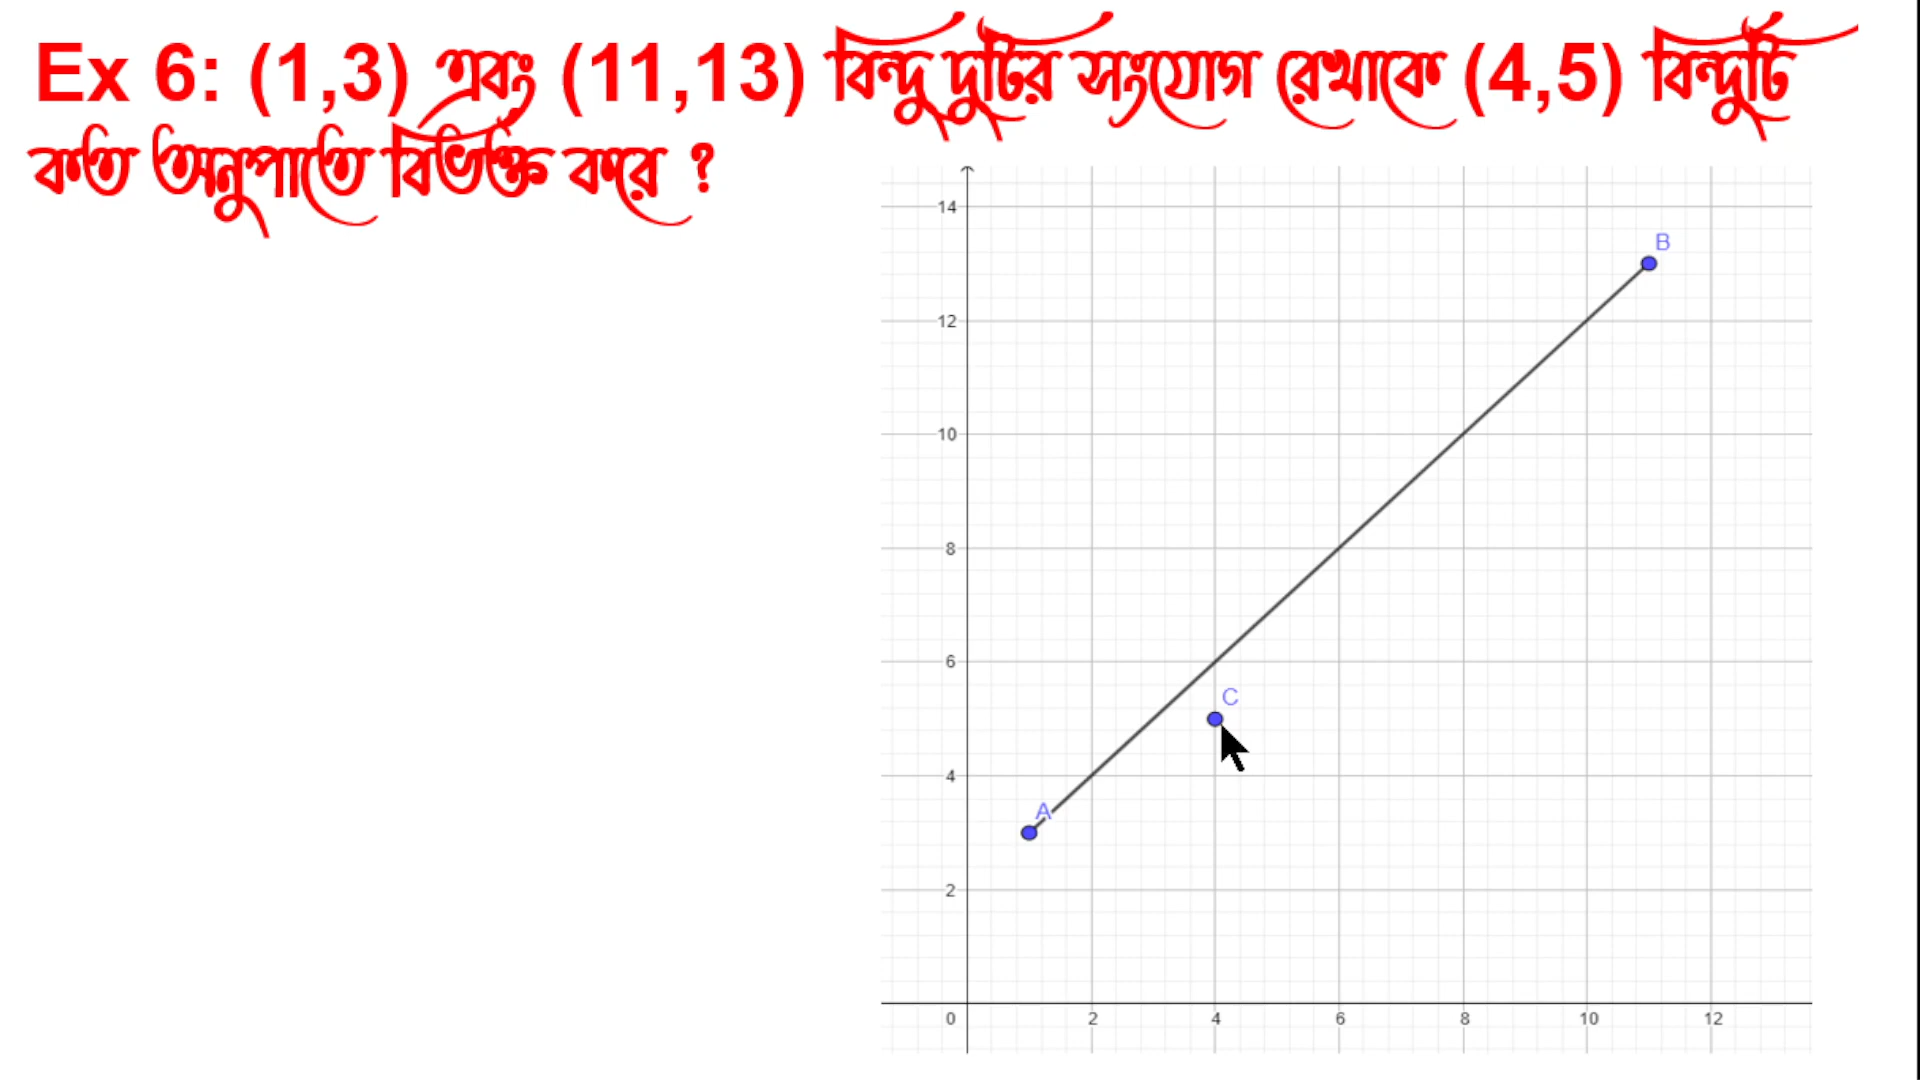 Ex 6: (1,3) এবং (11,13) বিন্দু দুটির সংযোগ রেখাকে (4,5) বিন্দুটি
কত অনুপাতে বিভক্ত করে ?
14
B
12
10
8
6
C
4
A
2
0 2 4 6 8 10 12